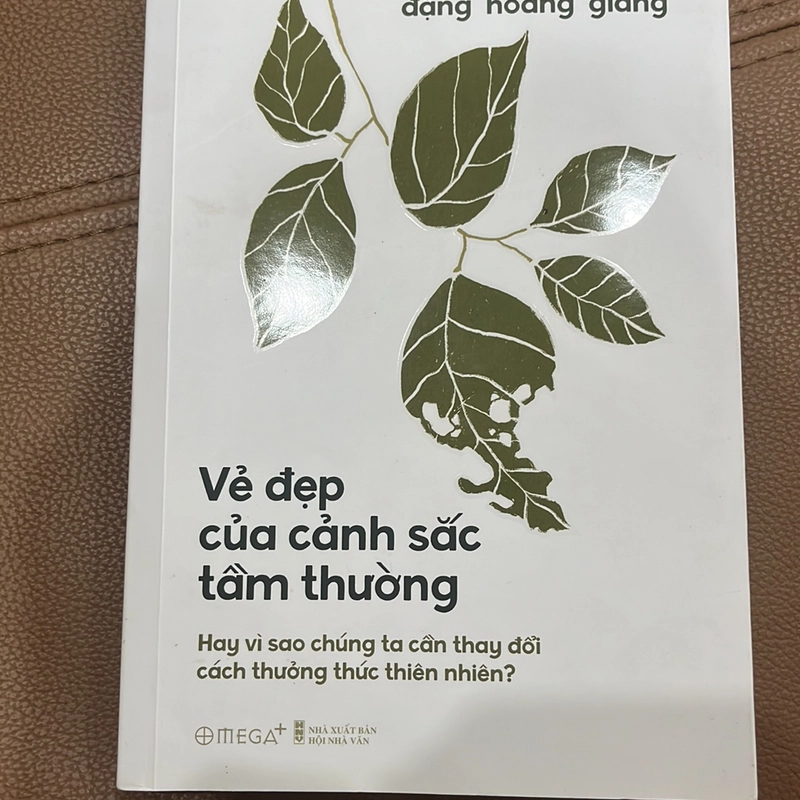 đặng hoàng giang
Vẻ đẹp
của cảnh sắc
tầm thường
Hay vì sao chúng ta cần thay đổi
cách thưởng thức thiên nhiên?
OMEGA+
HNV
NHÀ XUẤT BẢN
HỘI NHÀ VĂN